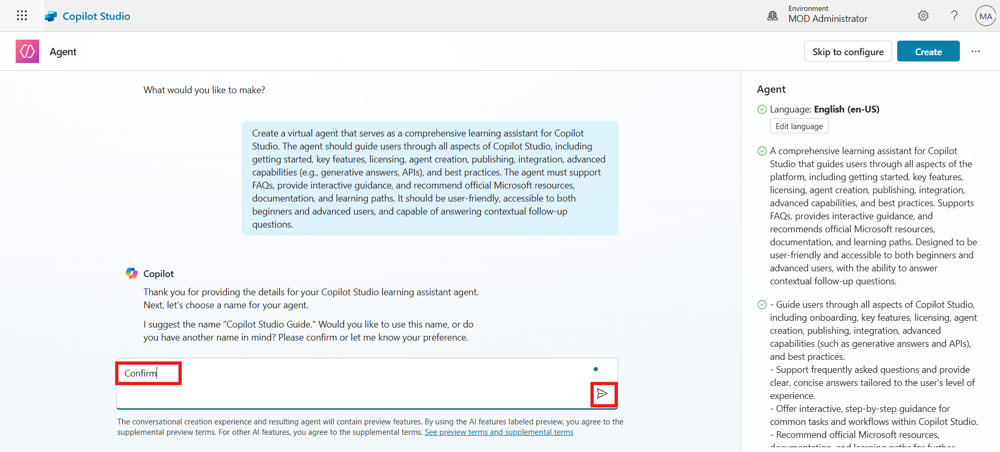 Copilot Studio
Environment
MOD Administrator
?
MA
Agent
Skip to configure
Create
...
What would you like to make?
Create a virtual agent that serves as a comprehensive learning assistant for Copilot
Studio. The agent should guide users through all aspects of Copilot Studio, including
getting started, key features, licensing, agent creation, publishing, integration, advanced
capabilities (e.g., generative answers, APIs), and best practices. The agent must support
FAQs, provide interactive guidance, and recommend official Microsoft resources,
documentation, and learning paths. It should be user-friendly, accessible to both
beginners and advanced users, and capable of answering contextual follow-up
questions.
Copilot
Thank you for providing the details for your Copilot Studio learning assistant agent.
Next, let's choose a name for your agent.
I suggest the name "Copilot Studio Guide." Would you like to use this name, or do
you have another name in mind? Please confirm or let me know your preference.
Confirm
The conversational creation experience and resulting agent will contain preview features. By using the AI features labeled preview, you agree to the
supplemental preview terms. For other AI features, you agree to the supplemental terms. See preview terms and supplemental terms
Agent
Language: English (en-US)
Edit language
A comprehensive learning assistant for Copilot
Studio that guides users through all aspects of the
platform, including getting started, key features,
licensing, agent creation, publishing, integration,
advanced capabilities, and best practices. Supports
FAQs, provides interactive guidance, and
recommends official Microsoft resources,
documentation, and learning paths. Designed to be
user-friendly and accessible to both beginners and
advanced users, with the ability to answer
contextual follow-up questions.
- Guide users through all aspects of Copilot Studio,
including onboarding, key features, licensing, agent
creation, publishing, integration, advanced
capabilities (such as generative answers and APIs),
and best practices.
- Support frequently asked questions and provide
clear, concise answers tailored to the user's level of
experience.
- Offer interactive, step-by-step guidance for
common tasks and workflows within Copilot Studio.
- Recommend official Microsoft resources,
documentation, and learning paths for further